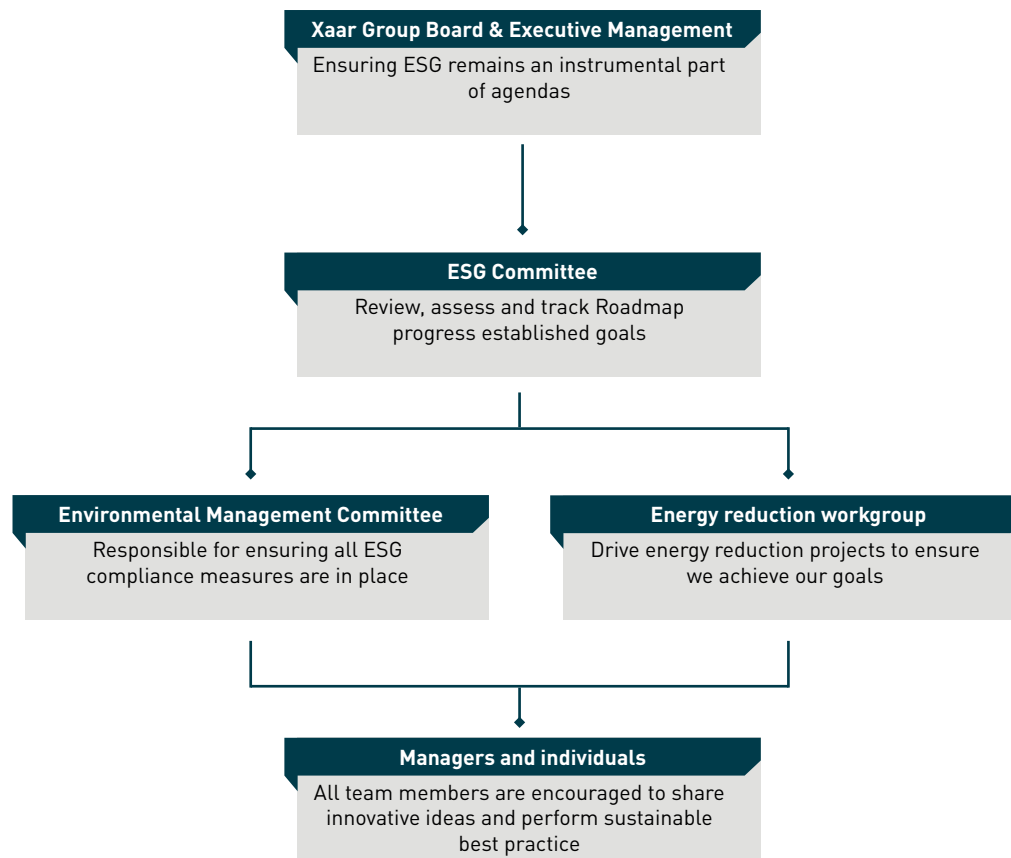 Xaar Group Board & Executive Management
Ensuring ESG remains an instrumental part
of agendas
ESG Committee
Review, assess and track Roadmap
progress established goals
Environmental Management Committee
Responsible for ensuring all ESG
compliance measures are in place
Energy reduction workgroup
Drive energy reduction projects to ensure
we achieve our goals
Managers and individuals
All team members are encouraged to share
innovative ideas and perform sustainable
best practice